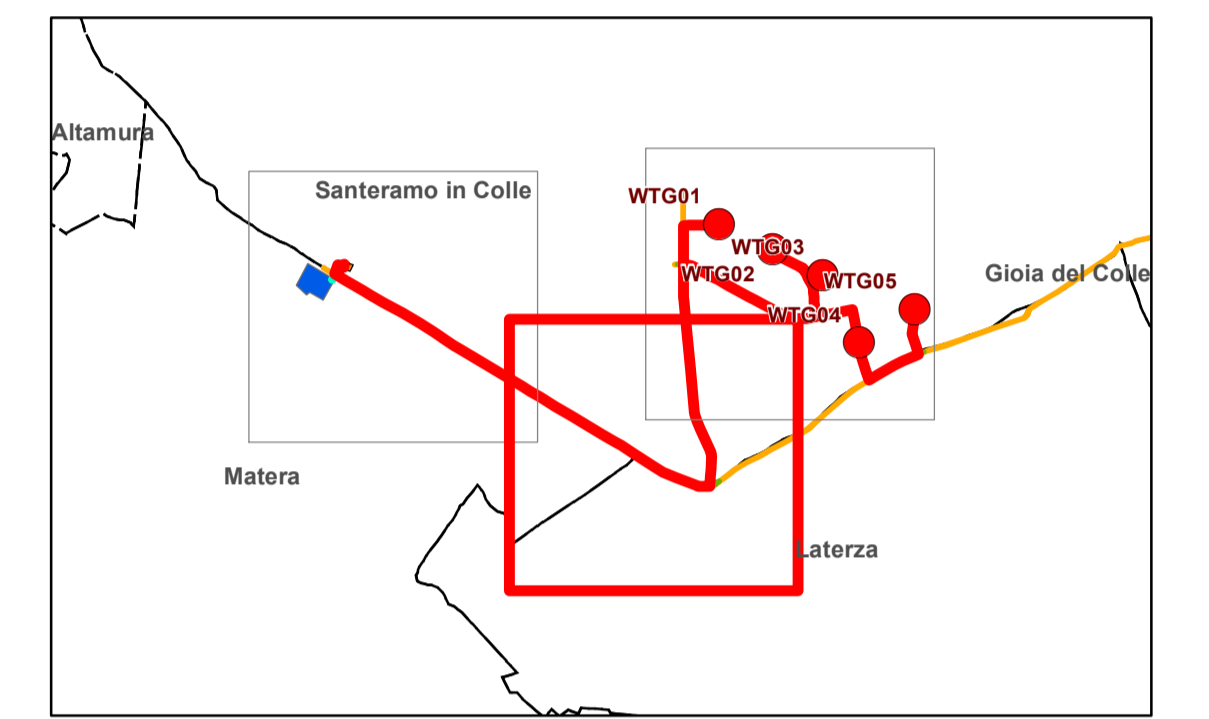 Altamura
Santeramo in Colle
WTG01
WTG03
WTG02
WTG05
Gioia del Colle
WTG04
Matera
Laterza